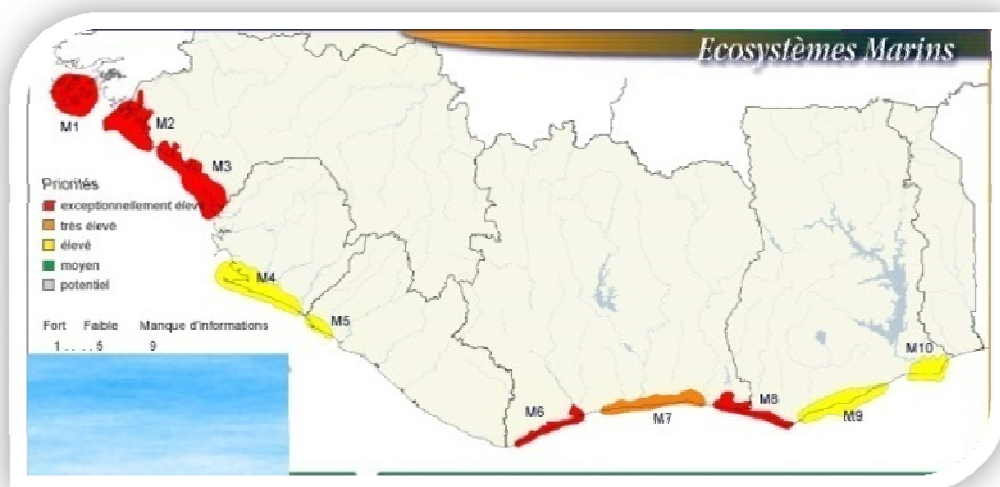 Ecosystèmes Marins
M1
M2
M3
Priorités
exceptionnellement élevé
très élevé
élevé
moyen
potentiel
M4
M5
Fort Faible Manque d'informations
1 . . . . 5 9
M6
M7
M8
M9
M10